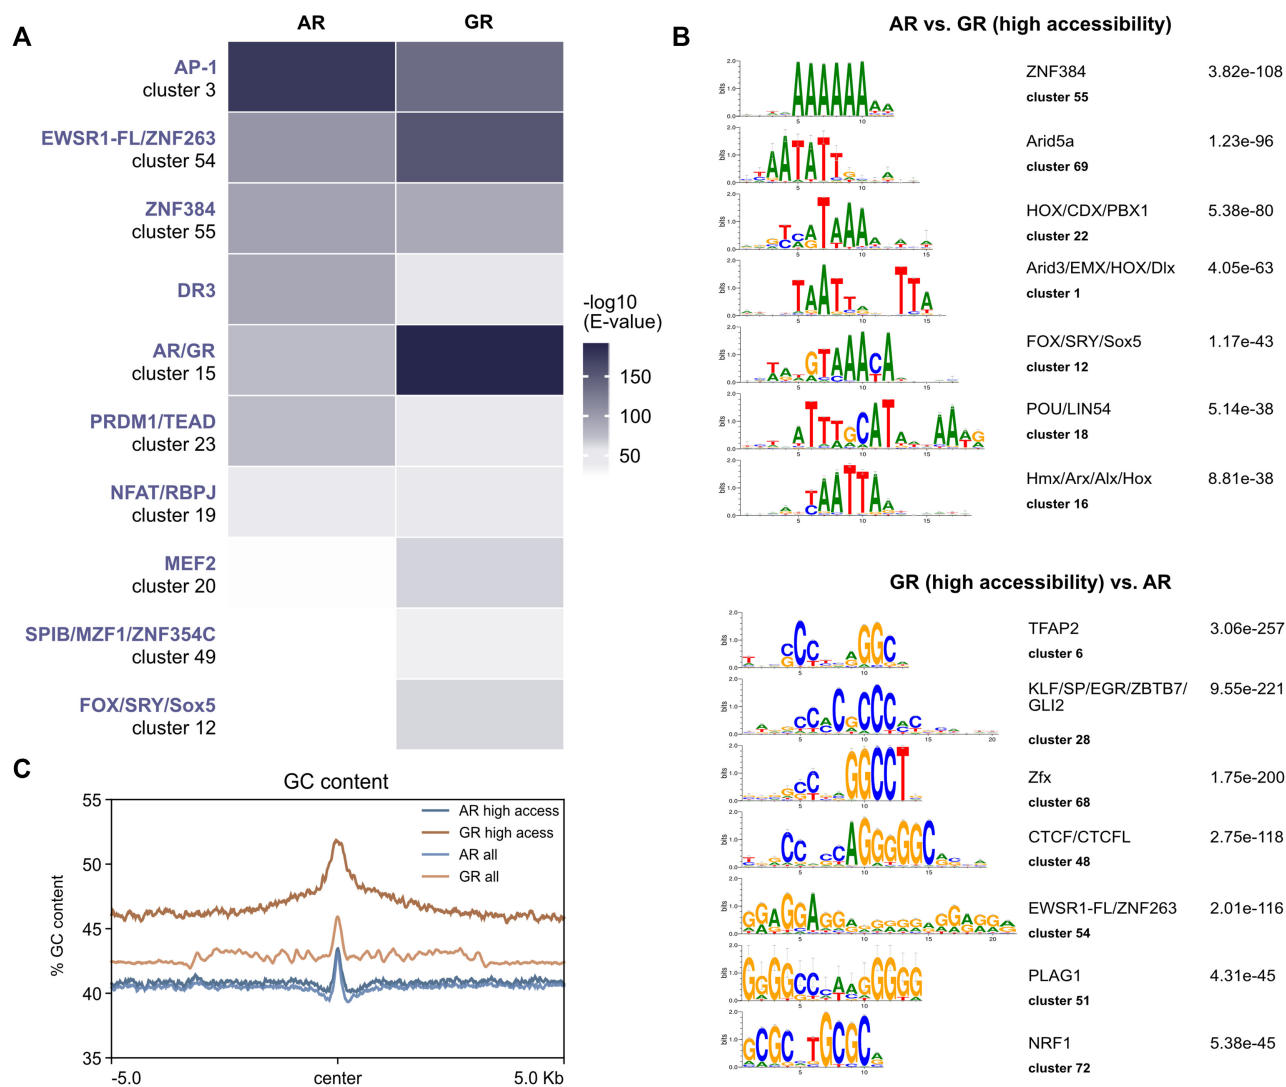 A
AR
GR
AP-1
cluster 3
EWSR1-FL/ZNF263
cluster 54
ZNF384
cluster 55
DR3
AR/GR
cluster 15
PRDM1/TEAD
cluster 23
NFAT/RBPJ
cluster 19
MEF2
cluster 20
SPIB/MZF1/ZNF354C
cluster 49
FOX/SRY/Sox5
cluster 12
-log10
(E-value)
150
100
50
B
AR vs. GR (high accessibility)
ZNF384 3.82e-108
cluster 55
Arid5a 1.23e-96
cluster 69
HOX/CDX/PBX1 5.38e-80
cluster 22
Arid3/EMX/HOX/Dlx 4.05e-63
cluster 1
FOX/SRY/Sox5 1.17e-43
cluster 12
POU/LIN54 5.14e-38
cluster 18
Hmx/Arx/Alx/Hox 8.81e-38
cluster 16
GR (high accessibility) vs. AR
TFAP2 3.06e-257
cluster 6
KLF/SP/EGR/ZBTB7/ 9.55e-221
GLI2
cluster 28
Zfx 1.75e-200
cluster 68
CTCF/CTCFL 2.75e-118
cluster 48
EWSR1-FL/ZNF263 2.01e-116
cluster 54
PLAG1 4.31e-45
cluster 51
NRF1 5.38e-45
cluster 72
C
GC content
AR high access
GR high acess
AR all
GR all
% GC content
55
50
45
40
35
-5.0
center
5.0 Kb